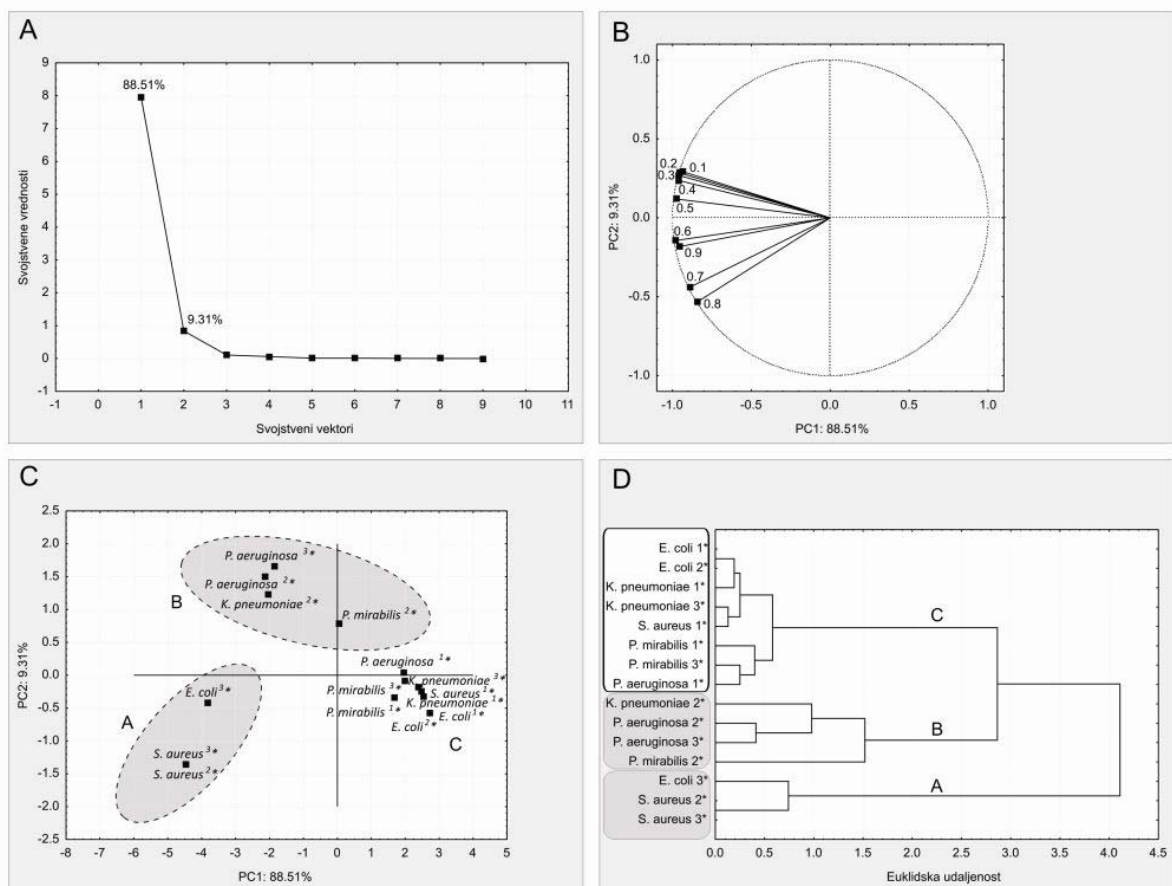 A
9
8
7
6
5
4
3
2
1
0
-1
88.51%
9.31%
Svojstvene vrednosti
-1 0 1 2 3 4 5 6 7 8 9 10 11
Svojstveni vektori
B
1.0
0.5
0.0
-0.5
-1.0
0.2
0.1
0.3
0.4
0.5
0.6
0.9
0.7
0.8
PC2: 9.31%
-1.0 -0.5 0.0 0.5 1.0
PC1: 88.51%
C
2.5
2.0
1.5
1.0
0.5
0.0
-0.5
-1.0
-1.5
-2.0
-2.5
PC2: 9.31%
P. aeruginosa 3*
P. aeruginosa 2*
K. pneumoniae 2*
B
P. mirabilis 2*
P. aeruginosa 1*
K. pneumoniae 3*
P. mirabilis 3*
S. aureus 1*
K. pneumoniae 1*
P. mirabilis 1*
E. coli 1*
E. coli 2*
C
E. coli 3*
A
S. aureus 3*
S. aureus 2*
-8 -7 -6 -5 -4 -3 -2 -1 0 1 2 3 4 5
PC1: 88.51%
D
E. coli 1*
E. coli 2*
K. pneumoniae 1*
K. pneumoniae 3*
S. aureus 1*
P. mirabilis 1*
P. mirabilis 3*
P. aeruginosa 1*
K. pneumoniae 2*
P. aeruginosa 2*
P. aeruginosa 3*
P. mirabilis 2*
E. coli 3*
S. aureus 2*
S. aureus 3*
C
B
A
0.0 0.5 1.0 1.5 2.0 2.5 3.0 3.5 4.0 4.5
Euklidska udaljenost